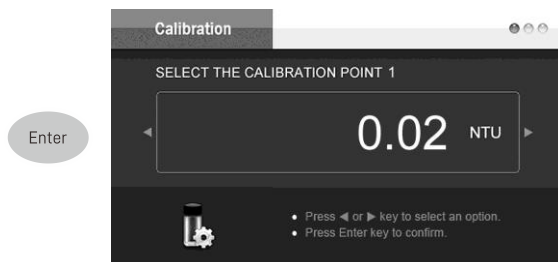 Calibration
SELECT THE CALIBRATION POINT 1
Enter
0.02 NTU
• Press ◀ or ▶ key to select an option.
• Press Enter key to confirm.